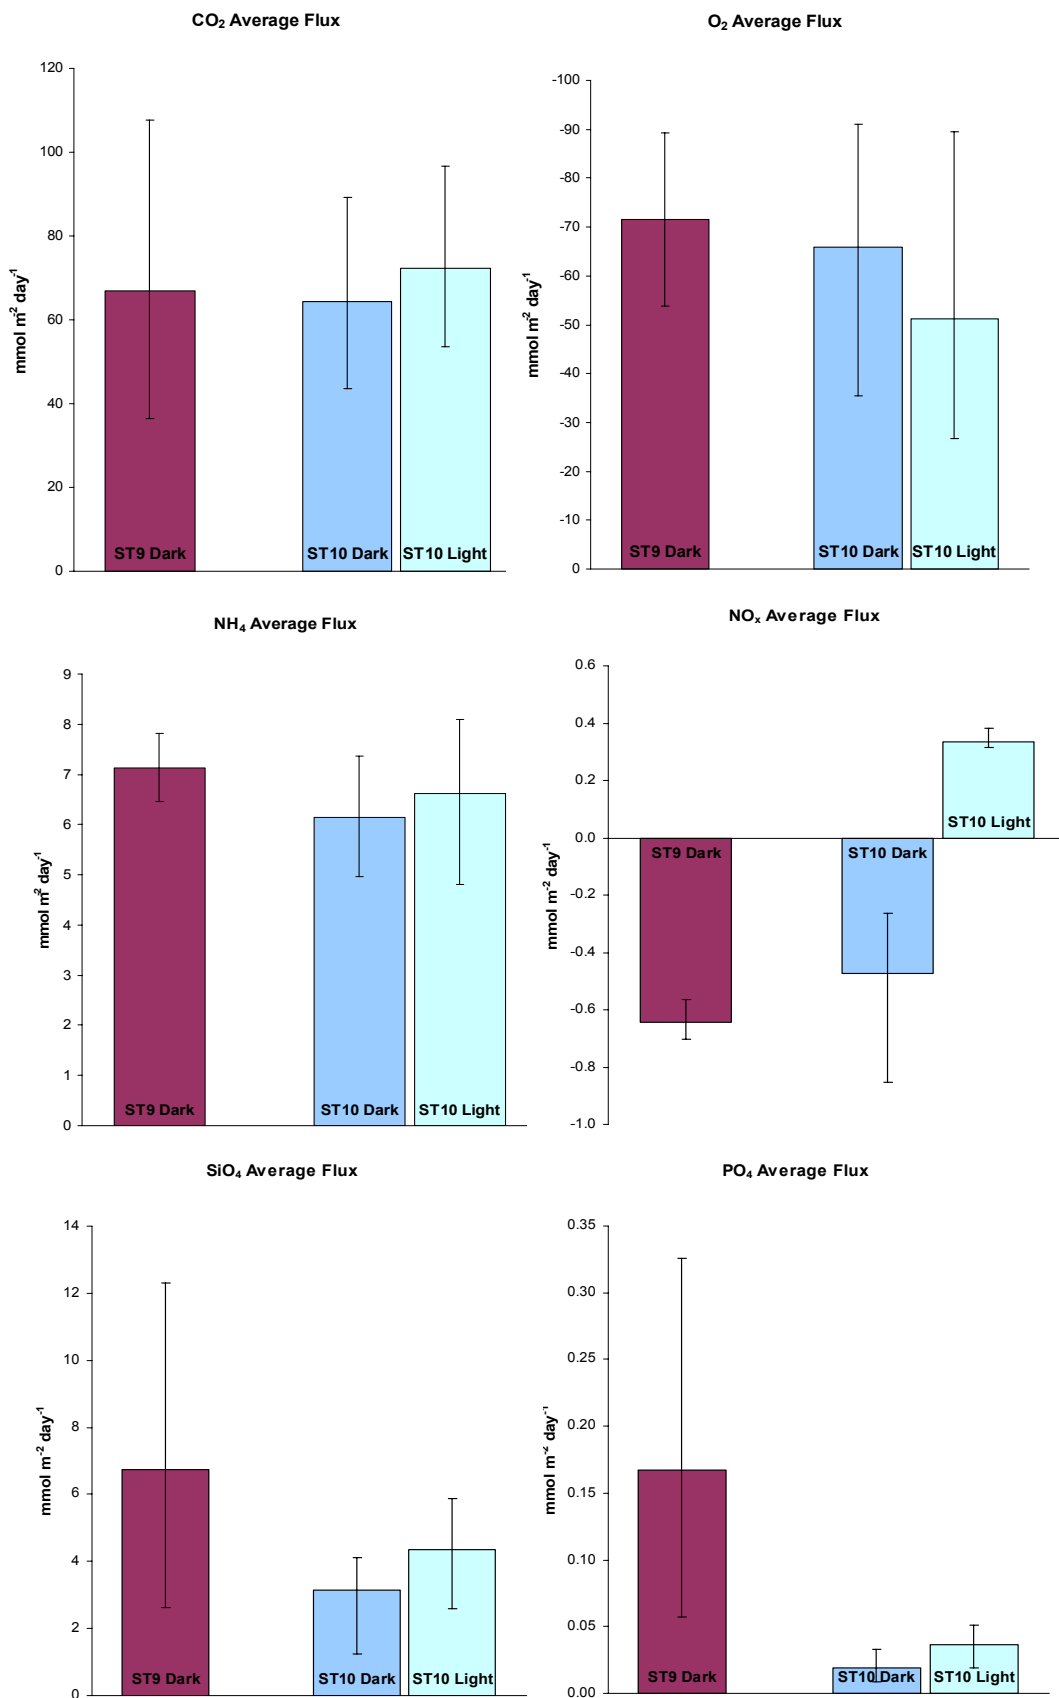 CO₂ Average Flux
120
100
80
60
40
20
0
mmol m⁻² day⁻¹
ST9 Dark
ST10 Dark
ST10 Light
O₂ Average Flux
-100
-90
-80
-70
-60
-50
-40
-30
-20
-10
0
mmol m⁻² day⁻¹
ST9 Dark
ST10 Dark
ST10 Light
NH₄ Average Flux
9
8
7
6
5
4
3
2
1
0
mmol m⁻² day⁻¹
ST9 Dark
ST10 Dark
ST10 Light
NOₓ Average Flux
0.6
0.4
0.2
0.0
-0.2
-0.4
-0.6
-0.8
-1.0
mmol m⁻² day⁻¹
ST9 Dark
ST10 Dark
ST10 Light
SiO₄ Average Flux
14
12
10
8
6
4
2
0
mmol m⁻² day⁻¹
ST9 Dark
ST10 Dark
ST10 Light
PO₄ Average Flux
0.35
0.30
0.25
0.20
0.15
0.10
0.05
0.00
mmol m⁻² day⁻¹
ST9 Dark
ST10 Dark
ST10 Light